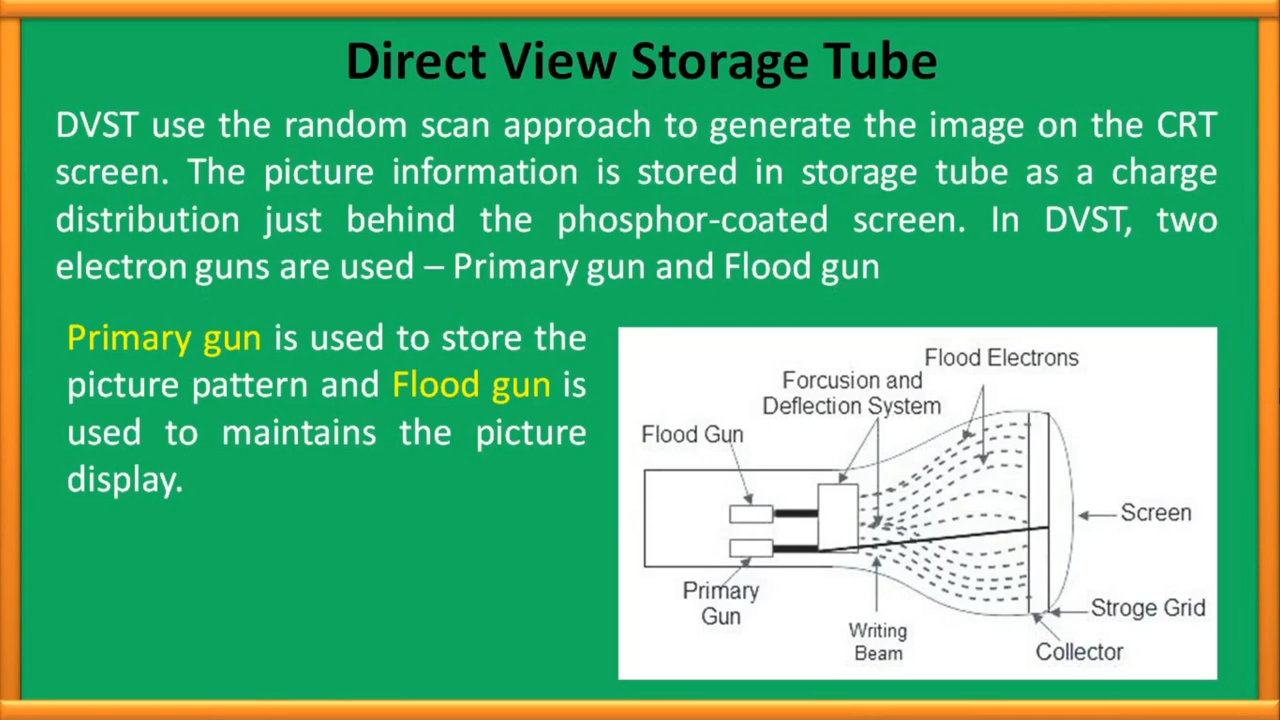 Direct View Storage Tube
DVST use the random scan approach to generate the image on the CRT
screen. The picture information is stored in storage tube as a charge
distribution just behind the phosphor-coated screen. In DVST, two
electron guns are used – Primary gun and Flood gun
Primary gun is used to store the
picture pattern and Flood gun is
used to maintains the picture
display.
Flood Electrons
Forcusion and
Deflection System
Flood Gun
Screen
Primary
Gun
Writing
Beam
Stroge Grid
Collector